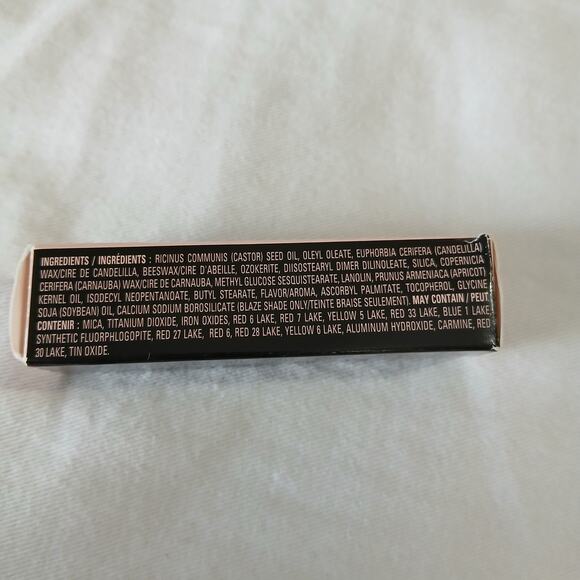 INGREDIENTS / INGRÉDIENTS : RICINUS COMMUNIS (CASTOR) SEED OIL, OLEYL OLEATE, EUPHORBIA CERIFERA (CANDELILLA)
WAX/CIRE DE CANDELILLA, BEESWAX/CIRE D'ABEILLE, OZOKERITE, DIISOSTEARYL DIMER DILINOLEATE, SILICA, COPERNICIA
CERIFERA (CARNAUBA) WAX/CIRE DE CARNAUBA, METHYL GLUCOSE SESQUISTEARATE, LANOLIN, PRUNUS ARMENIACA (APRICOT)
KERNEL OIL, ISODECYL NEOPENTANOATE, BUTYL STEARATE, FLAVOR/AROMA, ASCORBYL PALMITATE, TOCOPHEROL, GLYCINE
SOJA (SOYBEAN) OIL, CALCIUM SODIUM BOROSILICATE (BLAZE SHADE ONLY/TEINTE BRAISE SEULEMENT). MAY CONTAIN / PEUT
CONTENIR : MICA, TITANIUM DIOXIDE, IRON OXIDES, RED 6 LAKE, RED 7 LAKE, YELLOW 5 LAKE, RED 33 LAKE, BLUE 1 LAKE,
SYNTHETIC FLUORPHLOGOPITE, RED 27 LAKE, RED 6, RED 28 LAKE, YELLOW 6 LAKE, ALUMINUM HYDROXIDE, CARMINE, RED
30 LAKE, TIN OXIDE.